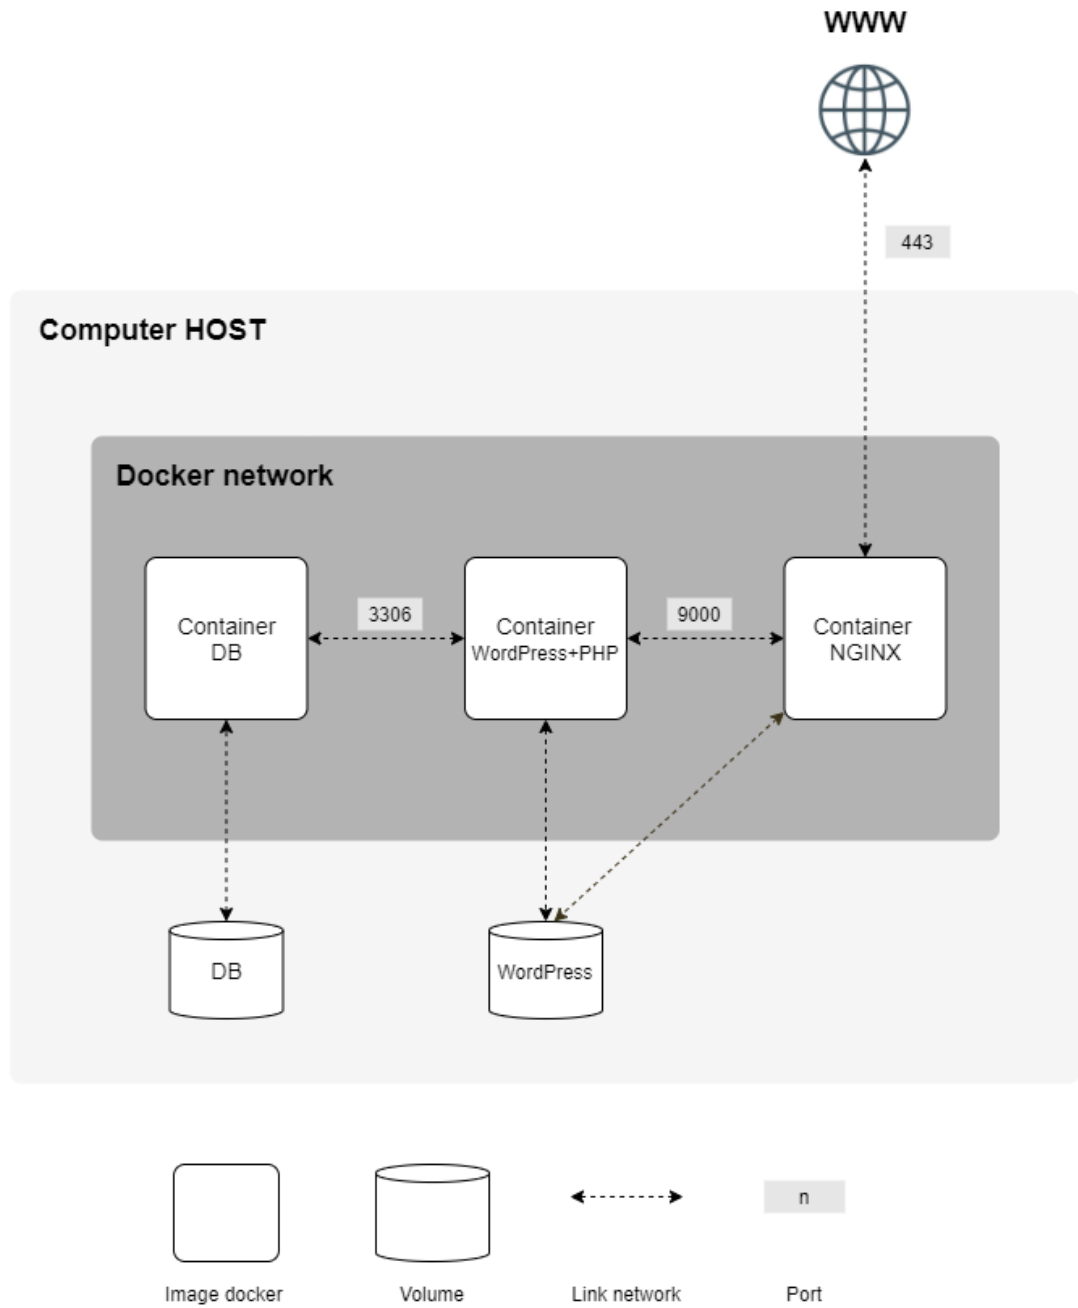 WWW
443
Computer HOST
Docker network
3306
9000
Container
DB
Container
WordPress+PHP
Container
NGINX
DB
WordPress
n
Image docker
Volume
Link network
Port